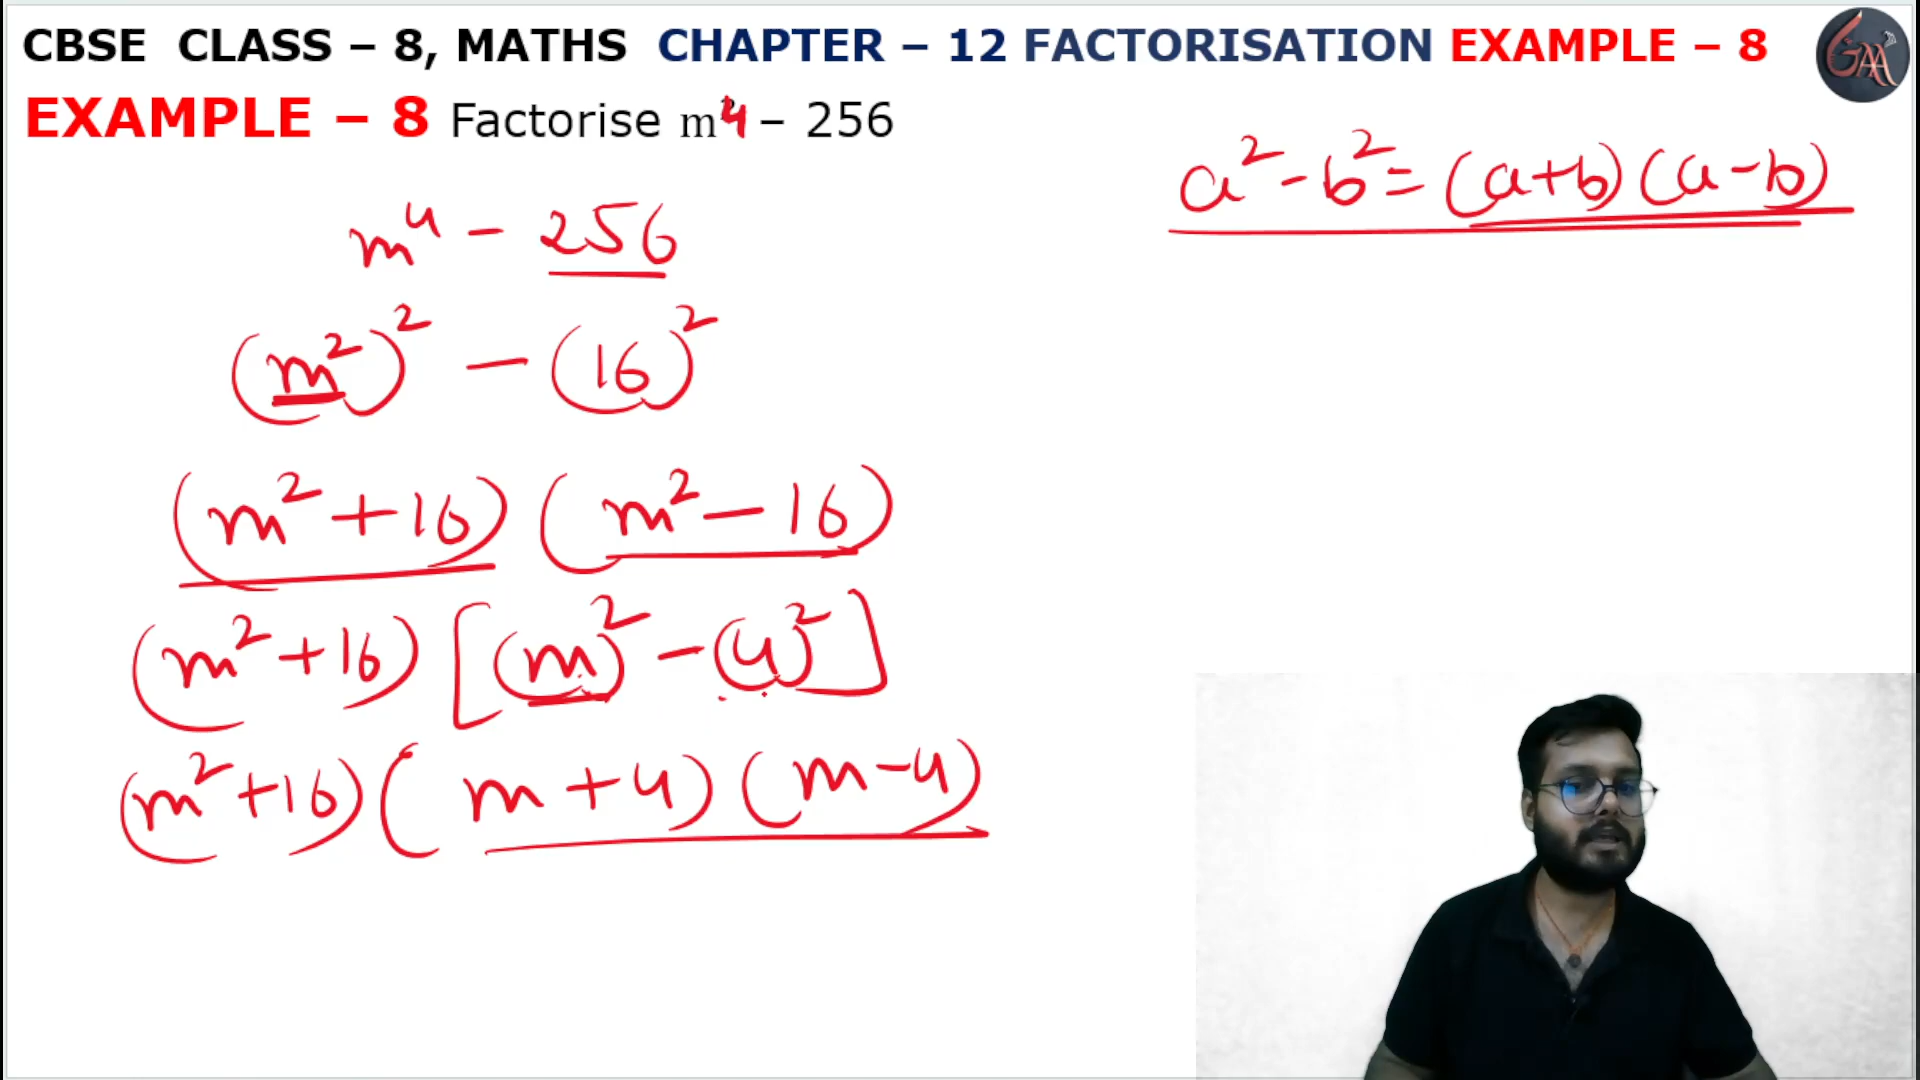 CBSE CLASS – 8, MATHS CHAPTER – 12 FACTORISATION EXAMPLE – 8
EXAMPLE – 8 Factorise m⁴ – 256
a² - b² = (a+b) (a-b)
m⁴ - 256
(m²)² - (16)²
(m² + 16) (m² - 16)
(m² + 16) [(m)² - (4)²]
(m² + 16) (m + 4) (m - 4)